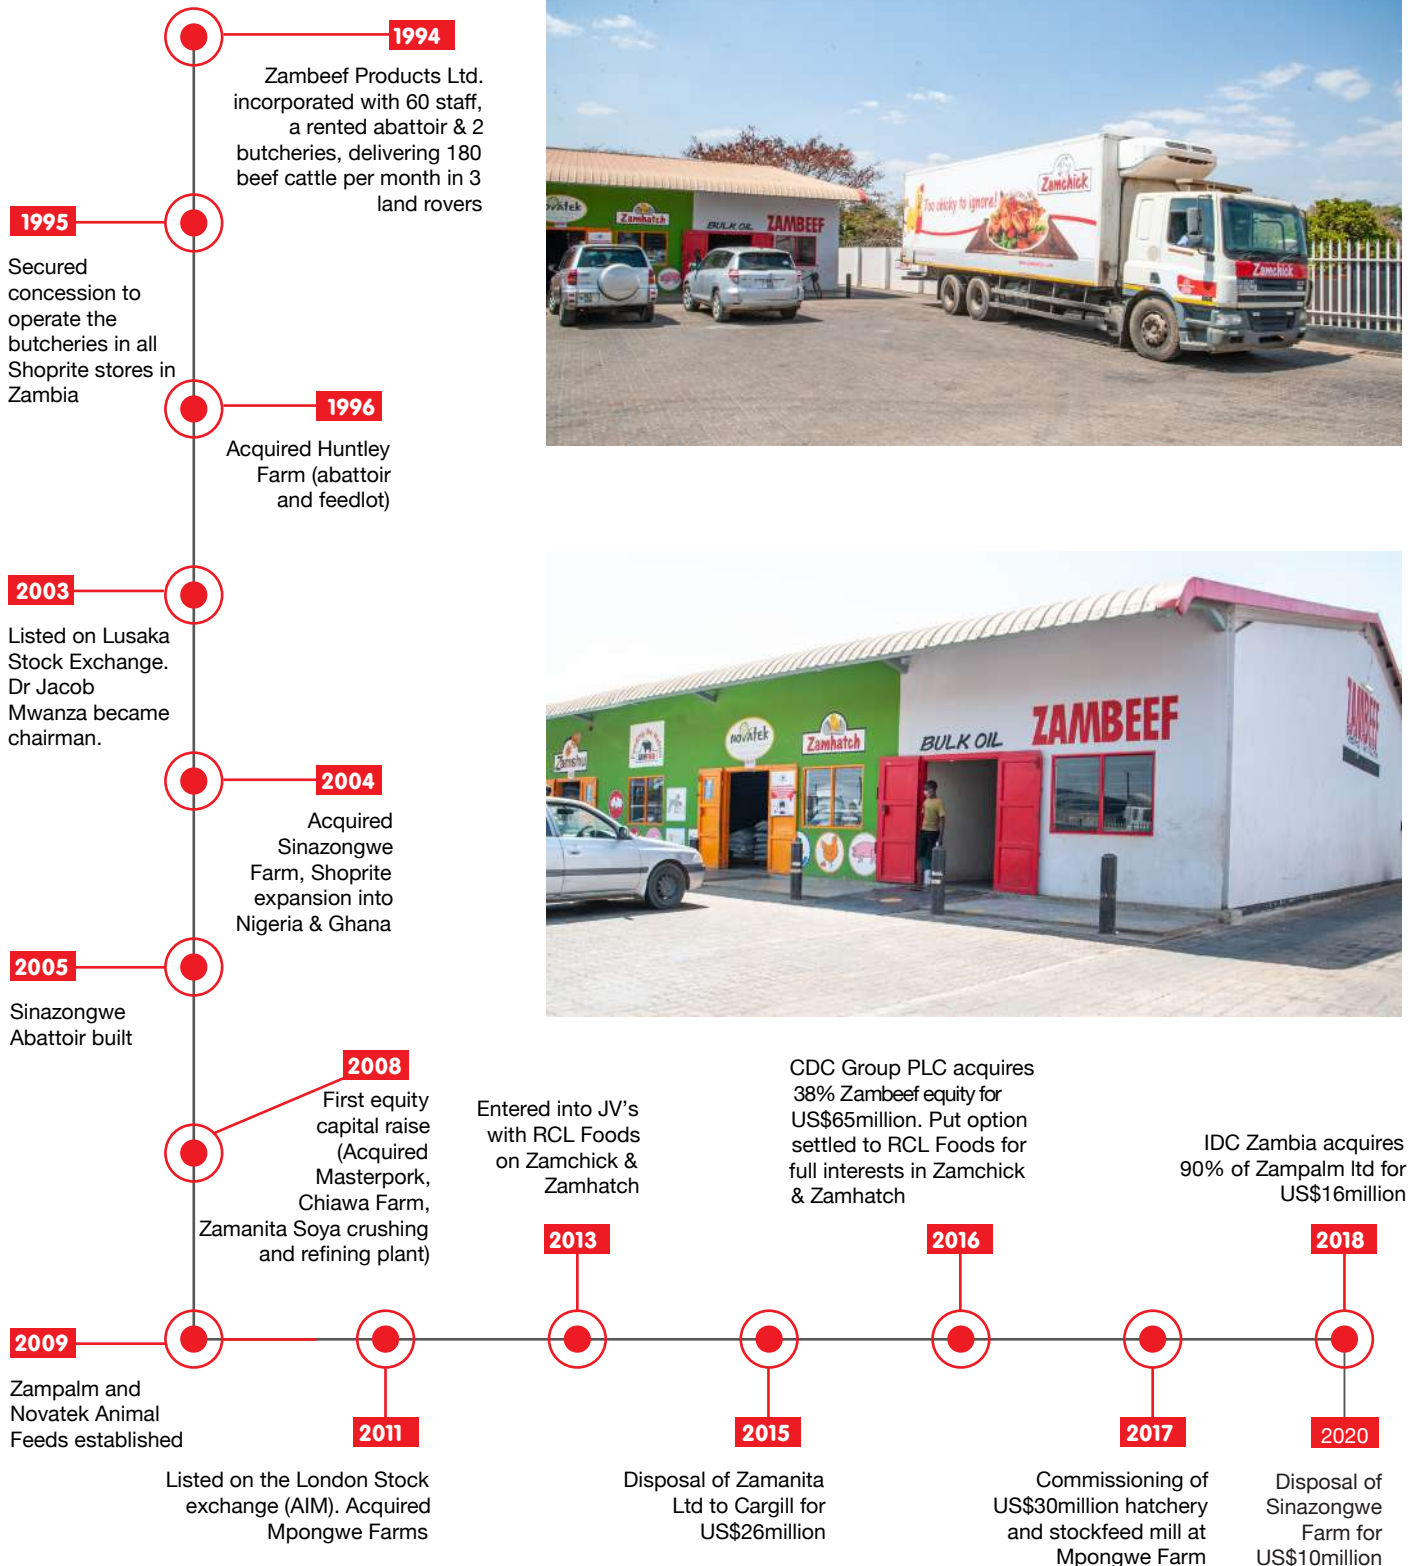 1994
Zambeef Products Ltd.
incorporated with 60 staff,
a rented abattoir & 2
butcheries, delivering 180
beef cattle per month in 3
land rovers
1995
Secured
concession to
operate the
butcheries in all
Shoprite stores in
Zambia
1996
Acquired Huntley
Farm (abattoir
and feedlot)
2003
Listed on Lusaka
Stock Exchange.
Dr Jacob
Mwanza became
chairman.
2004
Acquired
Sinazongwe
Farm, Shoprite
expansion into
Nigeria & Ghana
2005
Sinazongwe
Abattoir built
2008
First equity
capital raise
(Acquired
Masterpork,
Chiawa Farm,
Zamanita Soya crushing
and refining plant)
2009
Zampalm and
Novatek Animal
Feeds established
2011
Listed on the London Stock
exchange (AIM). Acquired
Mpongwe Farms
Entered into JV's
with RCL Foods
on Zamchick &
Zamhatch
2013
2015
Disposal of Zamanita
Ltd to Cargill for
US$26million
CDC Group PLC acquires
38% Zambeef equity for
US$65million. Put option
settled to RCL Foods for
full interests in Zamchick
& Zamhatch
2016
2017
Commissioning of
US$30million hatchery
and stockfeed mill at
Mpongwe Farm
IDC Zambia acquires
90% of Zampalm ltd for
US$16million
2018
2020
Disposal of
Sinazongwe
Farm for
US$10million
Zamhatch
BULK OIL
ZAMBEEF
Too chicky to ignore!
Zamchick
Zamchick
novatek
Zamhatch
BULK OIL
ZAMBEEF
ZAMBEEF